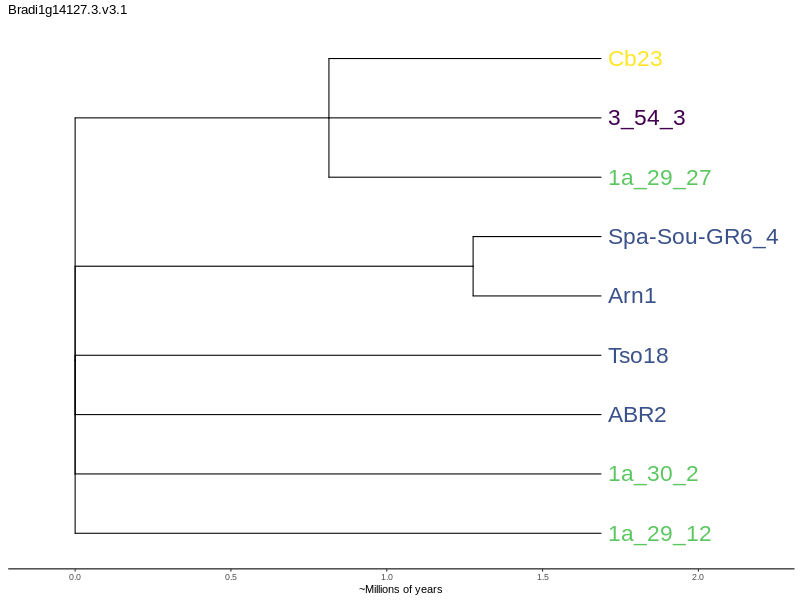 Bradi1g14127.3.v3.1
Cb23
3_54_3
1a_29_27
Spa-Sou-GR6_4
Arn1
Tso18
ABR2
1a_30_2
1a_29_12
0.0 0.5 1.0 1.5 2.0
~Millions of years